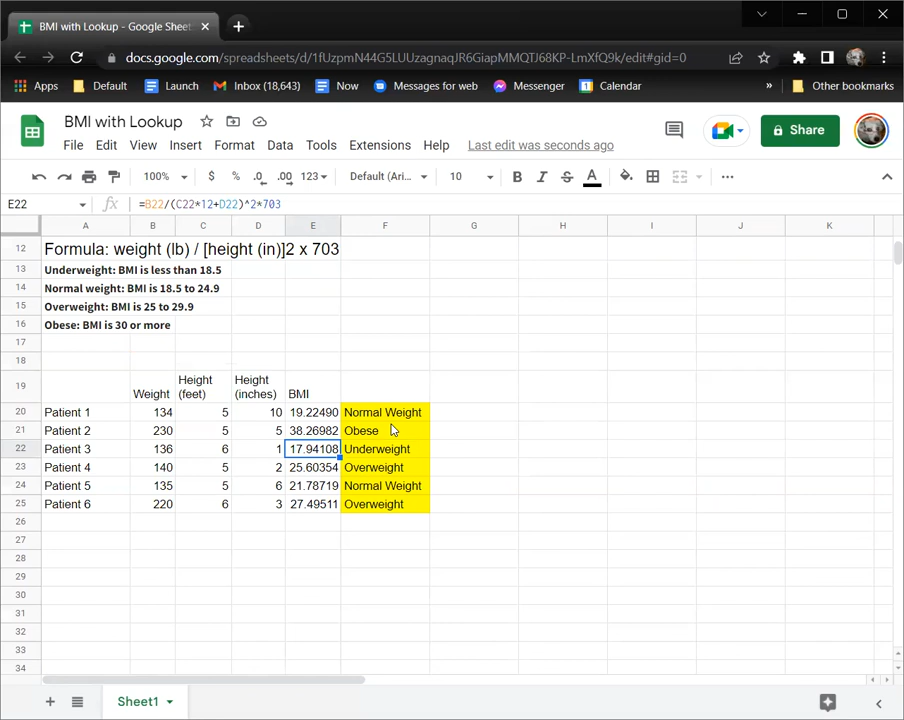 BMI with Lookup - Google Sheet
docs.google.com/spreadsheets/d/1fUzpmN44G5LUUzagnaqJR6GiapMMQTJ68KP-LmXfQ9k/edit#gid=0
Apps Default Launch Inbox (18,643) Now Messages for web Messenger Calendar » Other bookmarks
BMI with Lookup
File Edit View Insert Format Data Tools Extensions Help Last edit was seconds ago
Share
100% $ % .0 .00 123 Default (Ari... 10 B I S A
E22 fx =B22/(C22*12+D22)^2*703
A B C D E F G H I J K
12 Formula: weight (lb) / [height (in)]2 x 703
13 Underweight: BMI is less than 18.5
14 Normal weight: BMI is 18.5 to 24.9
15 Overweight: BMI is 25 to 29.9
16 Obese: BMI is 30 or more
17
18
19 Weight Height (feet) Height (inches) BMI
20 Patient 1 134 5 10 19.22490 Normal Weight
21 Patient 2 230 5 5 38.26982 Obese
22 Patient 3 136 6 1 17.94108 Underweight
23 Patient 4 140 5 2 25.60354 Overweight
24 Patient 5 135 5 6 21.78719 Normal Weight
25 Patient 6 220 6 3 27.49511 Overweight
26
27
28
29
30
31
32
33
34
Sheet1